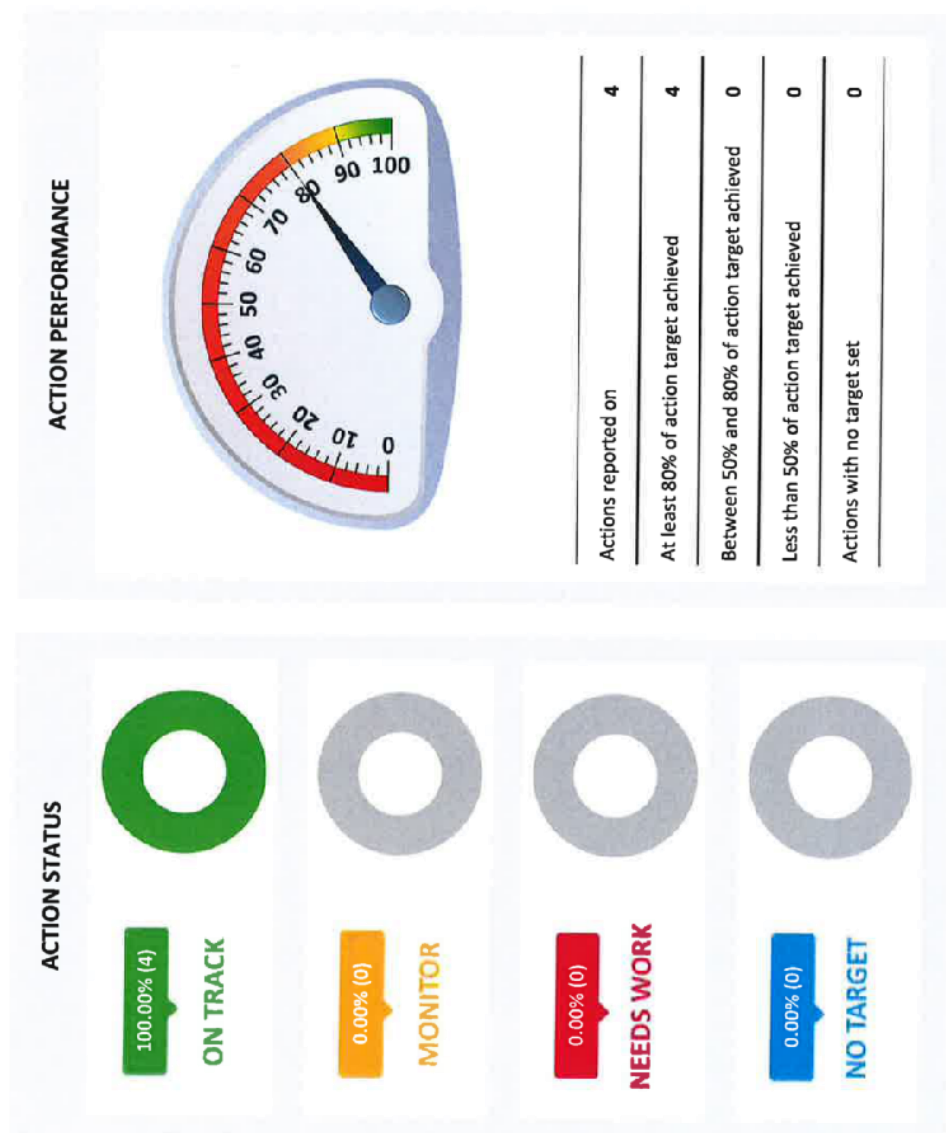 ACTION STATUS
100.00% (4)
ON TRACK
0.00% (0)
MONITOR
0.00% (0)
NEEDS WORK
0.00% (0)
NO TARGET
ACTION PERFORMANCE
0
10
20
30
40
50
60
70
80
90
100
Actions reported on 4
At least 80% of action target achieved 4
Between 50% and 80% of action target achieved 0
Less than 50% of action target achieved 0
Actions with no target set 0